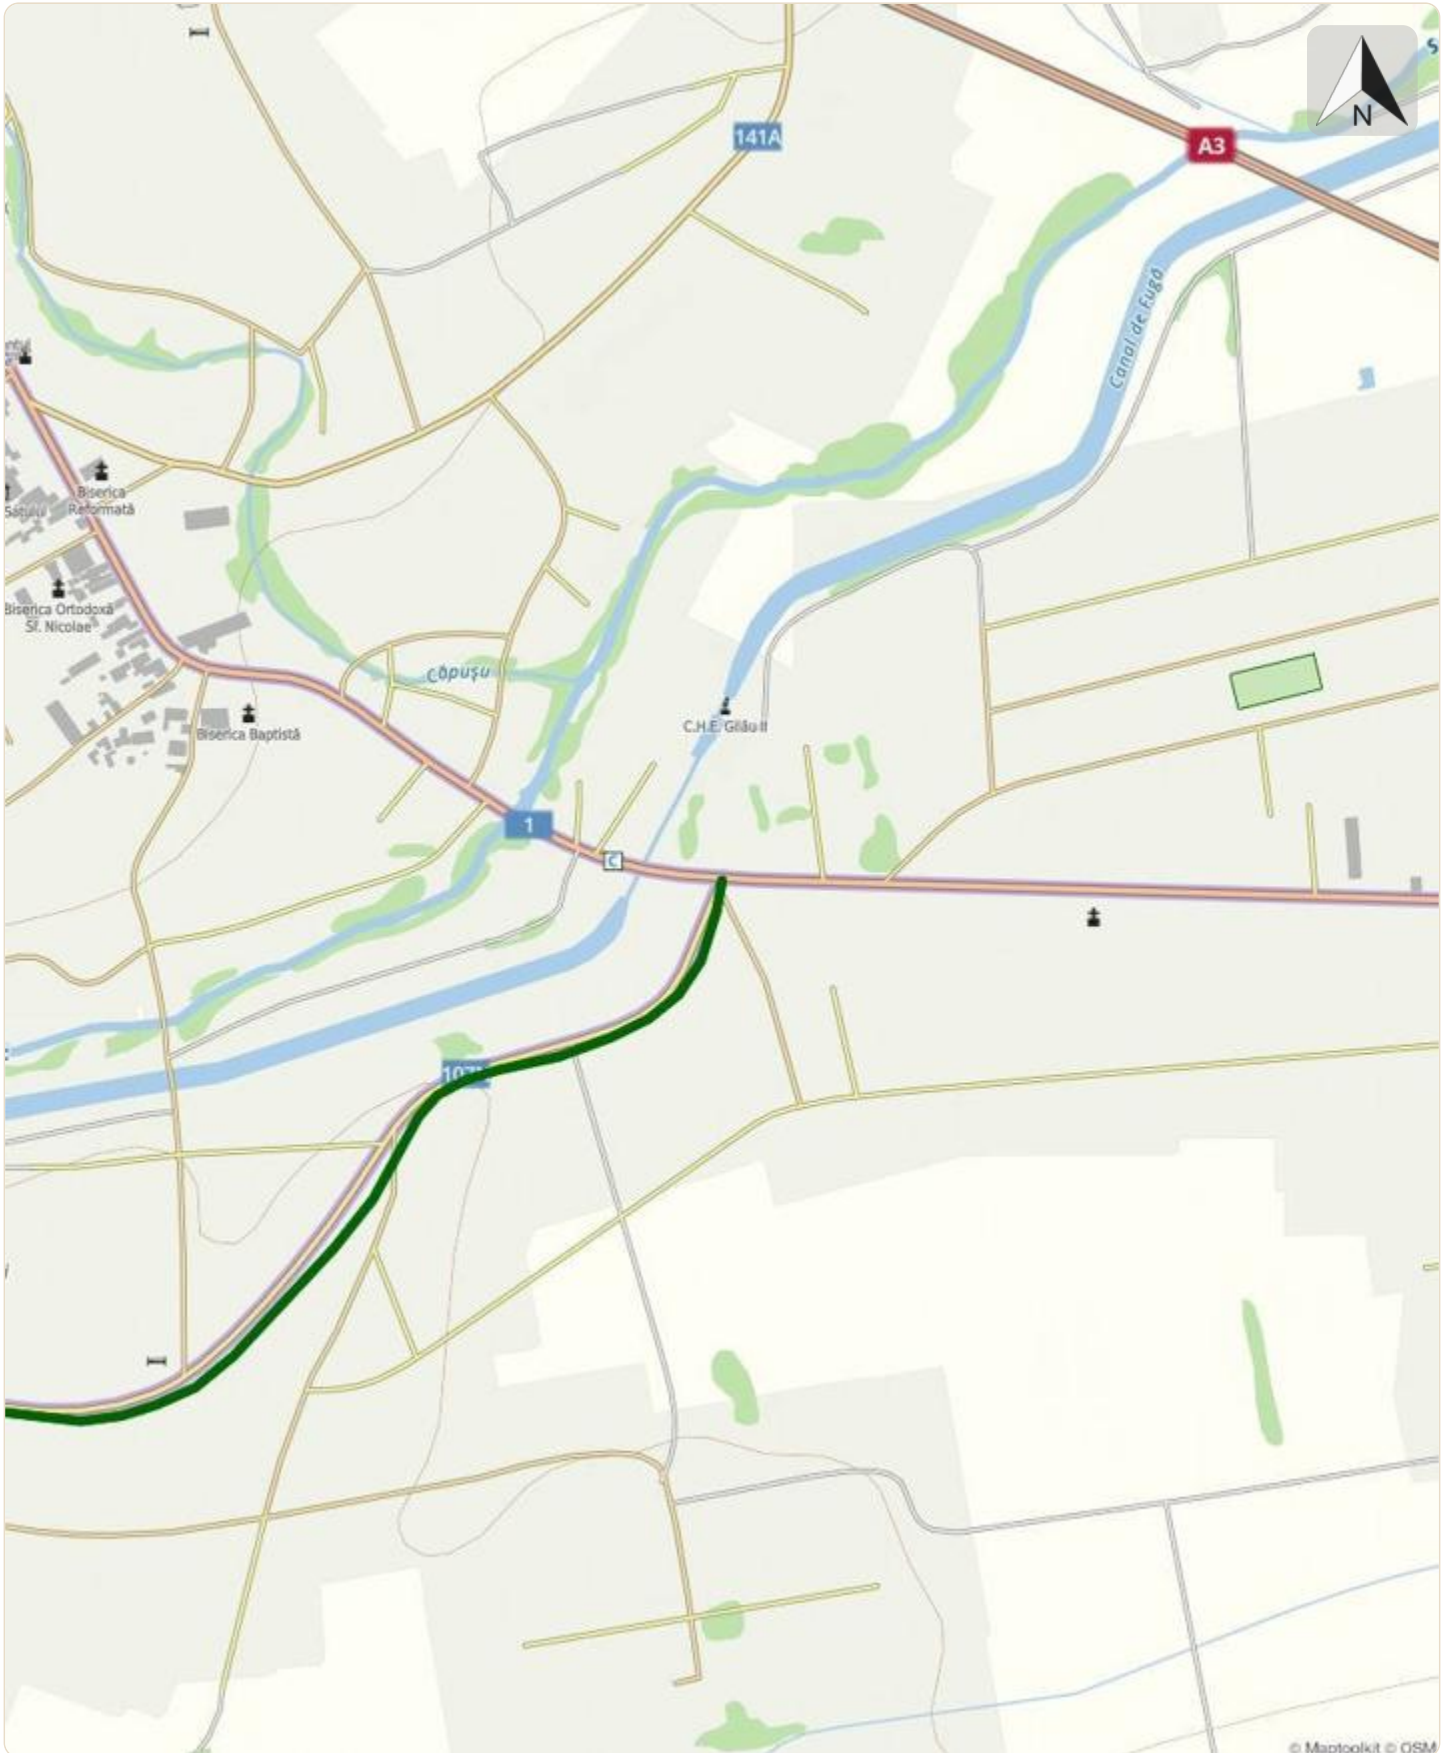 N
141A
A3
Canal de Fugă
Biserica
Reformată
Satului
Biserica Ortodoxă
Sf. Nicolae
Căpușu
Biserica Baptistă
C.H.E. Gilău II
1
C
© Maptoolkit © OSM